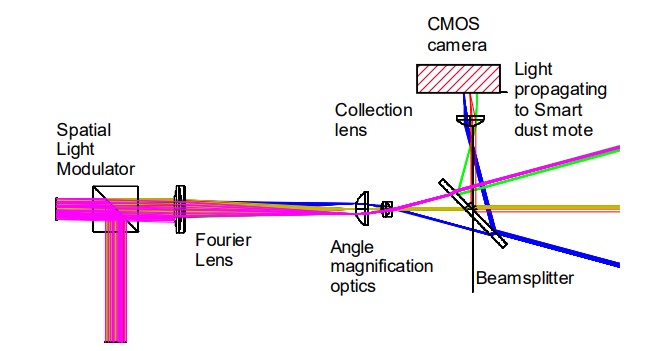 CMOS
camera
Light
propagating
to Smart
dust mote
Collection
lens
Spatial
Light
Modulator
Fourier
Lens
Angle
magnification
optics
Beamsplitter